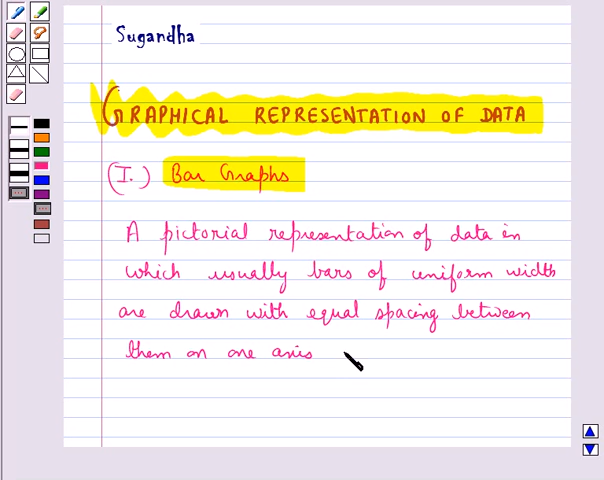 Sugandha
GRAPHICAL REPRESENTATION OF DATA
(I.) Bar Graphs
A pictorial representation of data in
which usually bars of uniform width
are drawn with equal spacing between
them on one axis